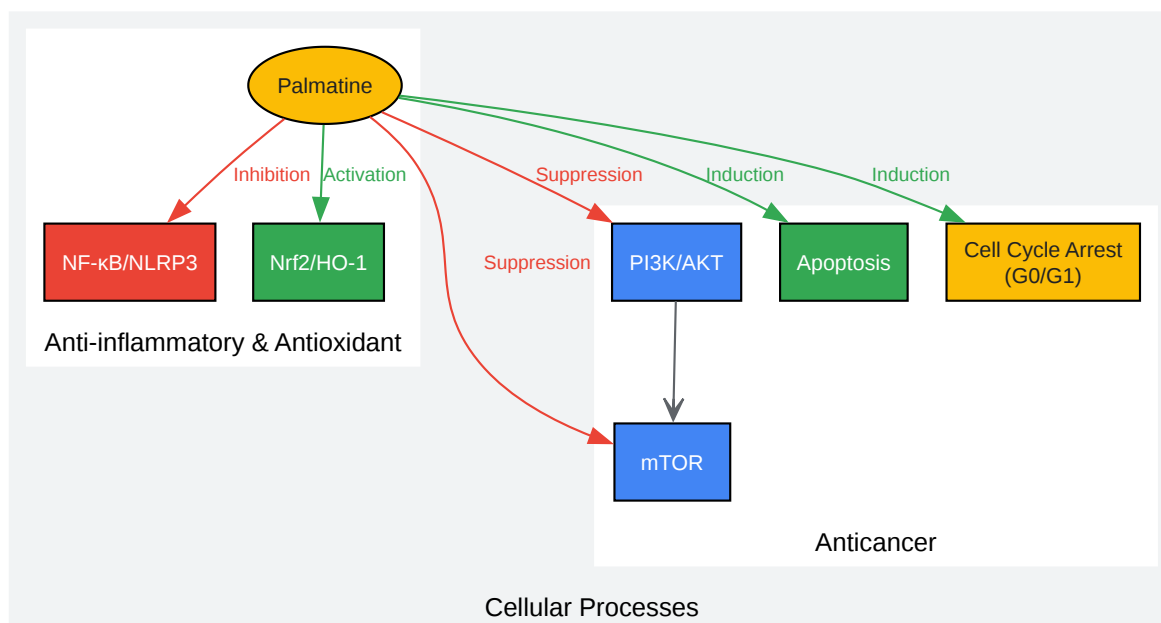 Palmatine
Inhibition
Activation
Suppression
Induction
Induction
NF-κB/NLRP3
Nrf2/HO-1
Suppression
PI3K/AKT
Apoptosis
Cell Cycle Arrest
(G0/G1)
Anti-inflammatory & Antioxidant
mTOR
Anticancer
Cellular Processes